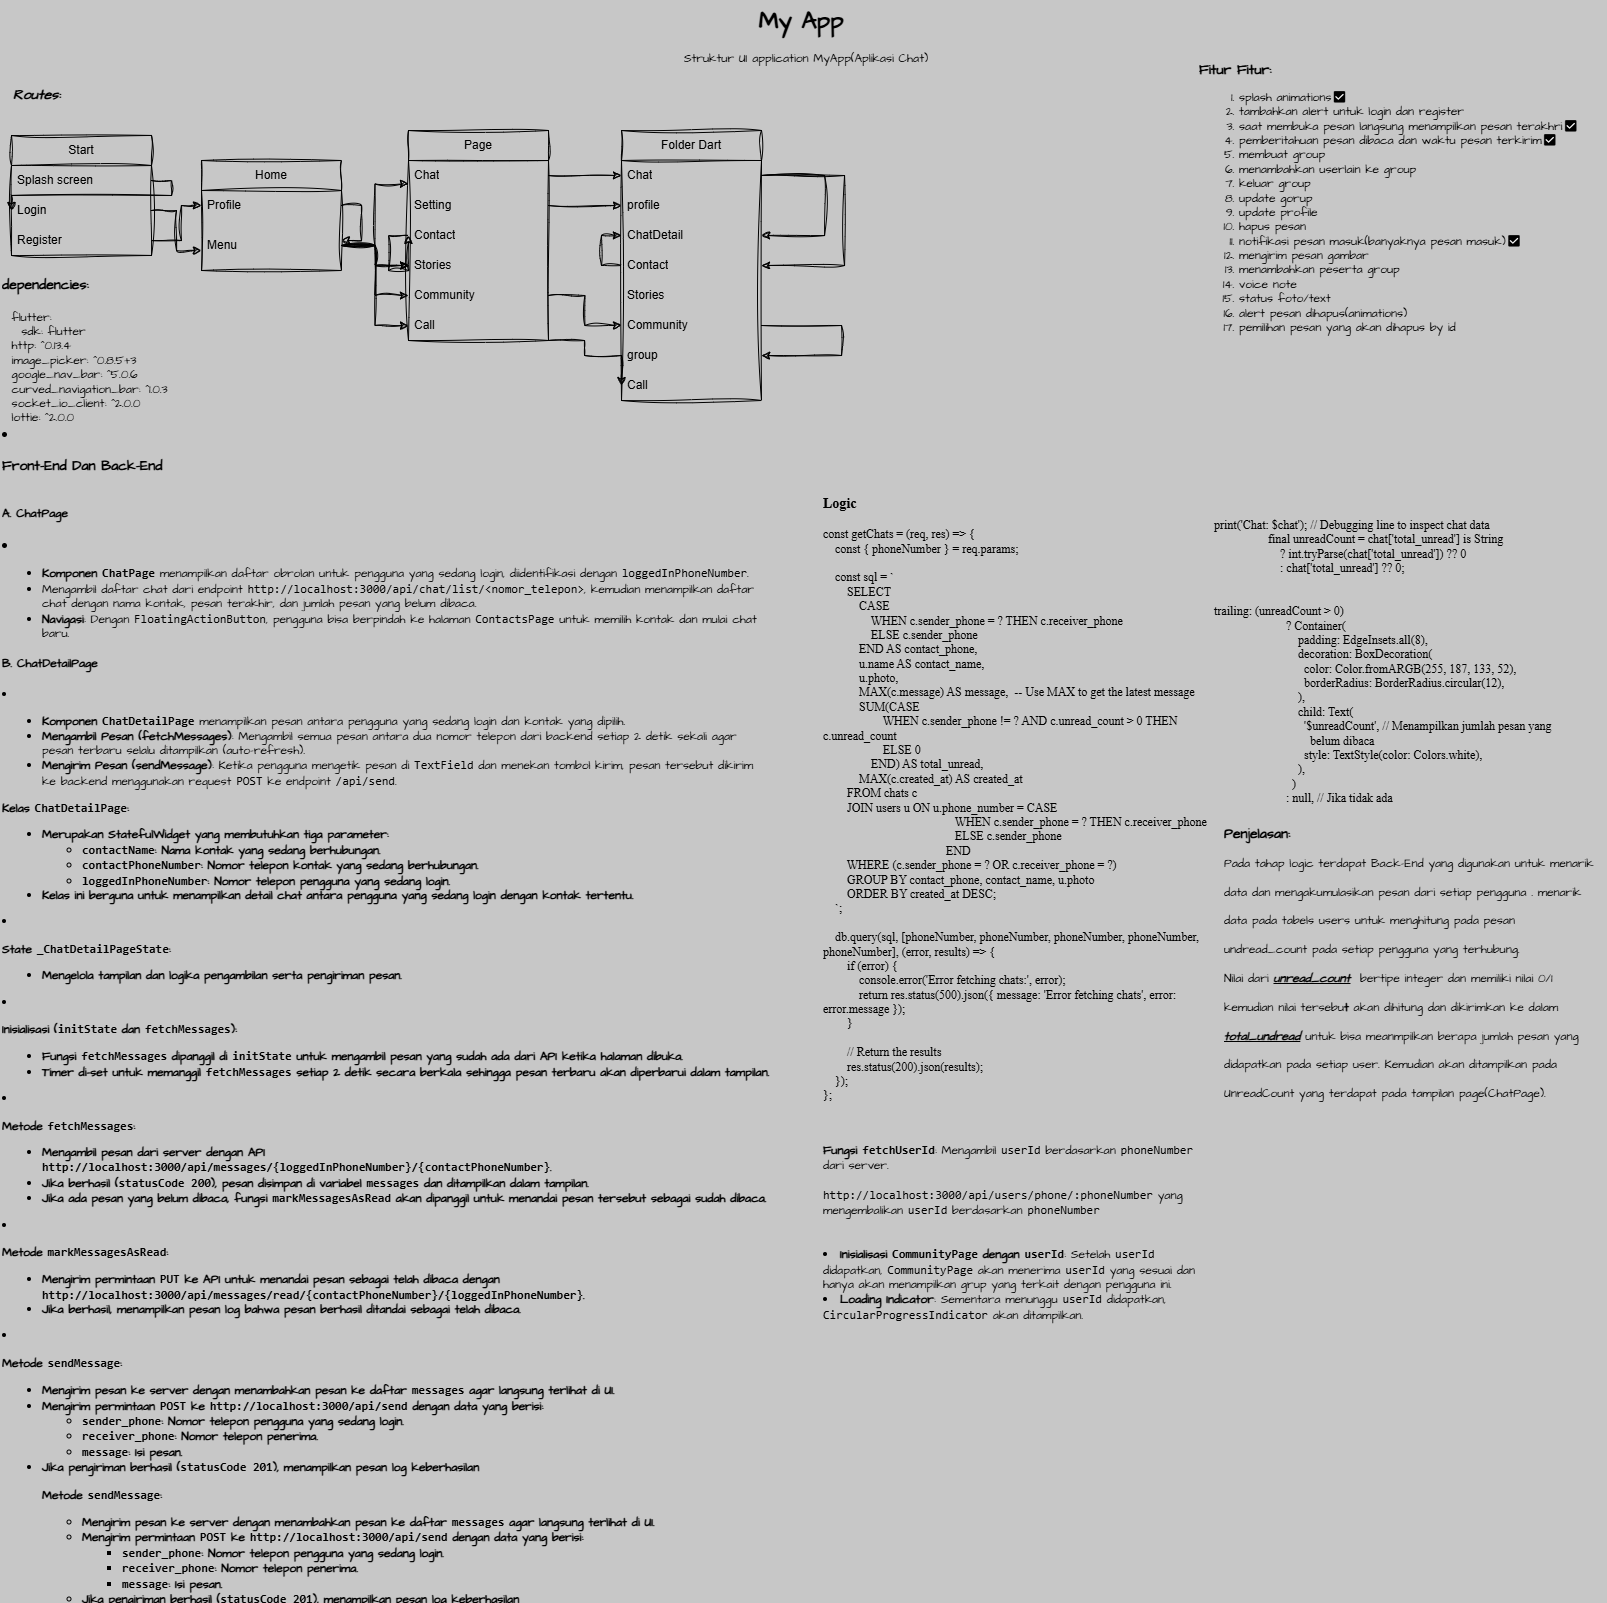 My App
Struktur UI application MyApp(Aplikasi Chat)
Routes:
Start
Splash screen
Login
Register
Home
Profile
Menu
Page
Chat
Setting
Contact
Stories
Community
Call
Folder Dart
Chat
profile
ChatDetail
Contact
Stories
Community
group
Call
Fitur Fitur:
1. splash animations ✅
2. tambahkan alert untuk login dan register
3. saat membuka pesan langsung menampilkan pesan terakhri ✅
4. pemberitahuan pesan dibaca dan waktu pesan terkirim ✅
5. membuat group
6. menambahkan userlain ke group
7. keluar group
8. update gorup
9. update profile
10. hapus pesan
11. notifikasi pesan masuk(banyaknya pesan masuk) ✅
12. mengirim pesan gambar
13. menambahkan peserta group
14. voice note
15. status foto/text
16. alert pesan dihapus(animations)
17. pemilihan pesan yang akan dihapus by id
dependencies:
flutter:
sdk: flutter
http: ^0.13.4
image_picker: ^0.8.5+3
google_nav_bar: ^5.0.6
curved_navigation_bar: ^1.0.3
socket_io_client: ^2.0.0
lottie: ^2.0.0
Front-End Dan Back-End
A. ChatPage
• Komponen ChatPage menampilkan daftar obrolan untuk pengguna yang sedang login, diidentifikasi dengan loggedInPhoneNumber.
• Mengambil daftar chat dari endpoint http://localhost:3000/api/chat/list/<nomor_telepon>, kemudian menampilkan daftar
chat dengan nama kontak, pesan terakhir, dan jumlah pesan yang belum dibaca.
• Navigasi: Dengan FloatingActionButton, pengguna bisa berpindah ke halaman ContactsPage untuk memilih kontak dan mulai chat
baru.
B. ChatDetailPage
• Komponen ChatDetailPage menampilkan pesan antara pengguna yang sedang login dan kontak yang dipilih.
• Mengambil Pesan (fetchMessages): Mengambil semua pesan antara dua nomor telepon dari backend setiap 2 detik sekali agar
pesan terbaru selalu ditampilkan (auto-refresh).
• Mengirim Pesan (sendMessage): Ketika pengguna mengetik pesan di TextField dan menekan tombol kirim, pesan tersebut dikirim
ke backend menggunakan request POST ke endpoint /api/send.
Kelas ChatDetailPage:
• Merupakan StatefulWidget yang membutuhkan tiga parameter:
◦ contactName: Nama kontak yang sedang berhubungan.
◦ contactPhoneNumber: Nomor telepon kontak yang sedang berhubungan.
◦ loggedInPhoneNumber: Nomor telepon pengguna yang sedang login.
• Kelas ini berguna untuk menampilkan detail chat antara pengguna yang sedang login dengan kontak tertentu.
State _ChatDetailPageState:
• Mengelola tampilan dan logika pengambilan serta pengiriman pesan.
Inisialisasi (initState dan fetchMessages):
• Fungsi fetchMessages dipanggil di initState untuk mengambil pesan yang sudah ada dari API ketika halaman dibuka.
• Timer di-set untuk memanggil fetchMessages setiap 2 detik secara berkala sehingga pesan terbaru akan diperbarui dalam tampilan.
Metode fetchMessages:
• Mengambil pesan dari server dengan API
http://localhost:3000/api/messages/{loggedInPhoneNumber}/{contactPhoneNumber}.
• Jika berhasil (statusCode 200), pesan disimpan di variabel messages dan ditampilkan dalam tampilan.
• Jika ada pesan yang belum dibaca, fungsi markMessagesAsRead akan dipanggil untuk menandai pesan tersebut sebagai sudah dibaca.
Metode markMessagesAsRead:
• Mengirim permintaan PUT ke API untuk menandai pesan sebagai telah dibaca dengan
http://localhost:3000/api/messages/read/{contactPhoneNumber}/{loggedInPhoneNumber}.
• Jika berhasil, menampilkan pesan log bahwa pesan berhasil ditandai sebagai telah dibaca.
Metode sendMessage:
• Mengirim pesan ke server dengan menambahkan pesan ke daftar messages agar langsung terlihat di UI.
• Mengirim permintaan POST ke http://localhost:3000/api/send dengan data yang berisi:
◦ sender_phone: Nomor telepon pengguna yang sedang login.
◦ receiver_phone: Nomor telepon penerima.
◦ message: Isi pesan.
• Jika pengiriman berhasil (statusCode 201), menampilkan pesan log keberhasilan
Metode sendMessage:
◦ Mengirim pesan ke server dengan menambahkan pesan ke daftar messages agar langsung terlihat di UI.
◦ Mengirim permintaan POST ke http://localhost:3000/api/send dengan data yang berisi:
▪ sender_phone: Nomor telepon pengguna yang sedang login.
▪ receiver_phone: Nomor telepon penerima.
▪ message: Isi pesan.
◦ Jika pengiriman berhasil (statusCode 201), menampilkan pesan log keberhasilan
Logic
const getChats = (req, res) => {
const { phoneNumber } = req.params;
const sql = `
SELECT
CASE
WHEN c.sender_phone = ? THEN c.receiver_phone
ELSE c.sender_phone
END AS contact_phone,
u.name AS contact_name,
u.photo,
MAX(c.message) AS message,  -- Use MAX to get the latest message
SUM(CASE
WHEN c.sender_phone != ? AND c.unread_count > 0 THEN
c.unread_count
ELSE 0
END) AS total_unread,
MAX(c.created_at) AS created_at
FROM chats c
JOIN users u ON u.phone_number = CASE
WHEN c.sender_phone = ? THEN c.receiver_phone
ELSE c.sender_phone
END
WHERE (c.sender_phone = ? OR c.receiver_phone = ?)
GROUP BY contact_phone, contact_name, u.photo
ORDER BY created_at DESC;
`;
db.query(sql, [phoneNumber, phoneNumber, phoneNumber, phoneNumber,
phoneNumber], (error, results) => {
if (error) {
console.error('Error fetching chats:', error);
return res.status(500).json({ message: 'Error fetching chats', error:
error.message });
}
// Return the results
res.status(200).json(results);
});
};
Fungsi fetchUserId: Mengambil userId berdasarkan phoneNumber
dari server.
http://localhost:3000/api/users/phone/:phoneNumber yang
mengembalikan userId berdasarkan phoneNumber
• Inisialisasi CommunityPage dengan userId: Setelah userId
didapatkan, CommunityPage akan menerima userId yang sesuai dan
hanya akan menampilkan grup yang terkait dengan pengguna ini.
• Loading Indicator: Sementara menunggu userId didapatkan,
CircularProgressIndicator akan ditampilkan.
print('Chat: $chat'); // Debugging line to inspect chat data
final unreadCount = chat['total_unread'] is String
? int.tryParse(chat['total_unread']) ?? 0
: chat['total_unread'] ?? 0;
trailing: (unreadCount > 0)
? Container(
padding: EdgeInsets.all(8),
decoration: BoxDecoration(
color: Color.fromARGB(255, 187, 133, 52),
borderRadius: BorderRadius.circular(12),
),
child: Text(
'$unreadCount', // Menampilkan jumlah pesan yang
belum dibaca
style: TextStyle(color: Colors.white),
),
)
: null, // Jika tidak ada
Penjelasan:
Pada tahap logic terdapat Back-End yang digunakan untuk menarik
data dan mengakumulasikan pesan dari setiap pengguna . menarik
data pada tabels users untuk menghitung pada pesan
undread_count pada setiap pengguna yang terhubung.
Nilai dari unread_count bertipe integer dan memiliki nilai 0/1
kemudian nilai tersebut akan dihitung dan dikirimkan ke dalam
total_undread untuk bisa meanmpilkan berapa jumlah pesan yang
didapatkan pada setiap user. Kemudian akan ditampilkan pada
UnreadCount yang terdapat pada tampilan page(ChatPage).